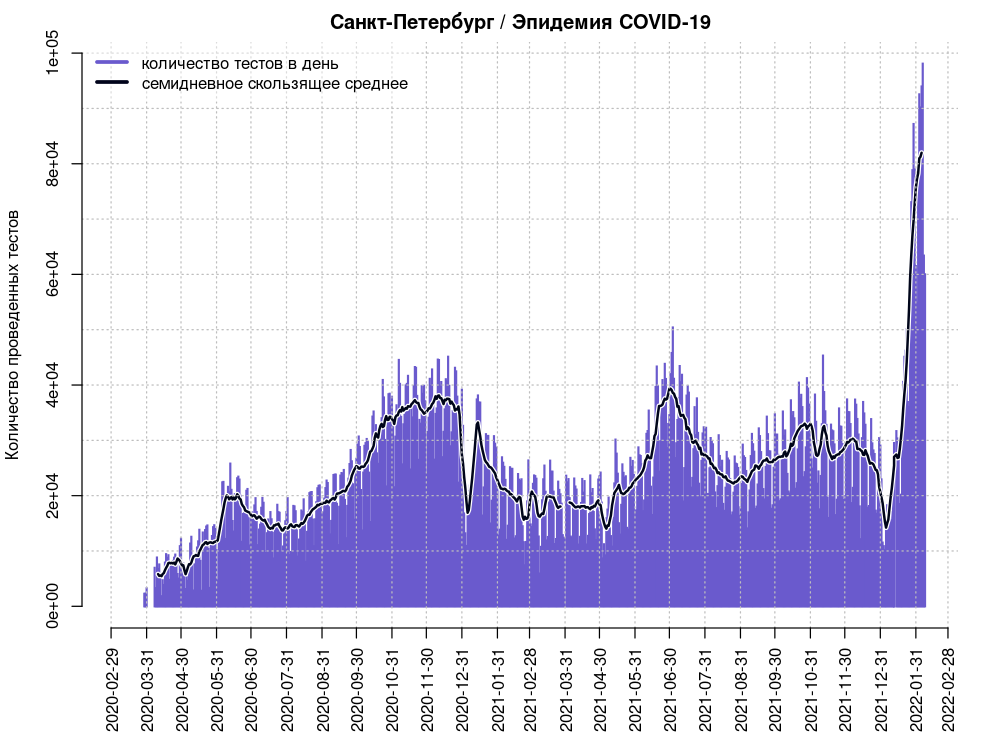 Санкт-Петербург / Эпидемия COVID-19
количество тестов в день
семидневное скользящее среднее
Количество проведенных тестов
1e+05
8e+04
6e+04
4e+04
2e+04
0e+00
2020-02-29
2020-03-31
2020-04-30
2020-05-31
2020-06-30
2020-07-31
2020-08-31
2020-09-30
2020-10-31
2020-11-30
2020-12-31
2021-01-31
2021-02-28
2021-03-31
2021-04-30
2021-05-31
2021-06-30
2021-07-31
2021-08-31
2021-09-30
2021-10-31
2021-11-30
2021-12-31
2022-01-31
2022-02-28